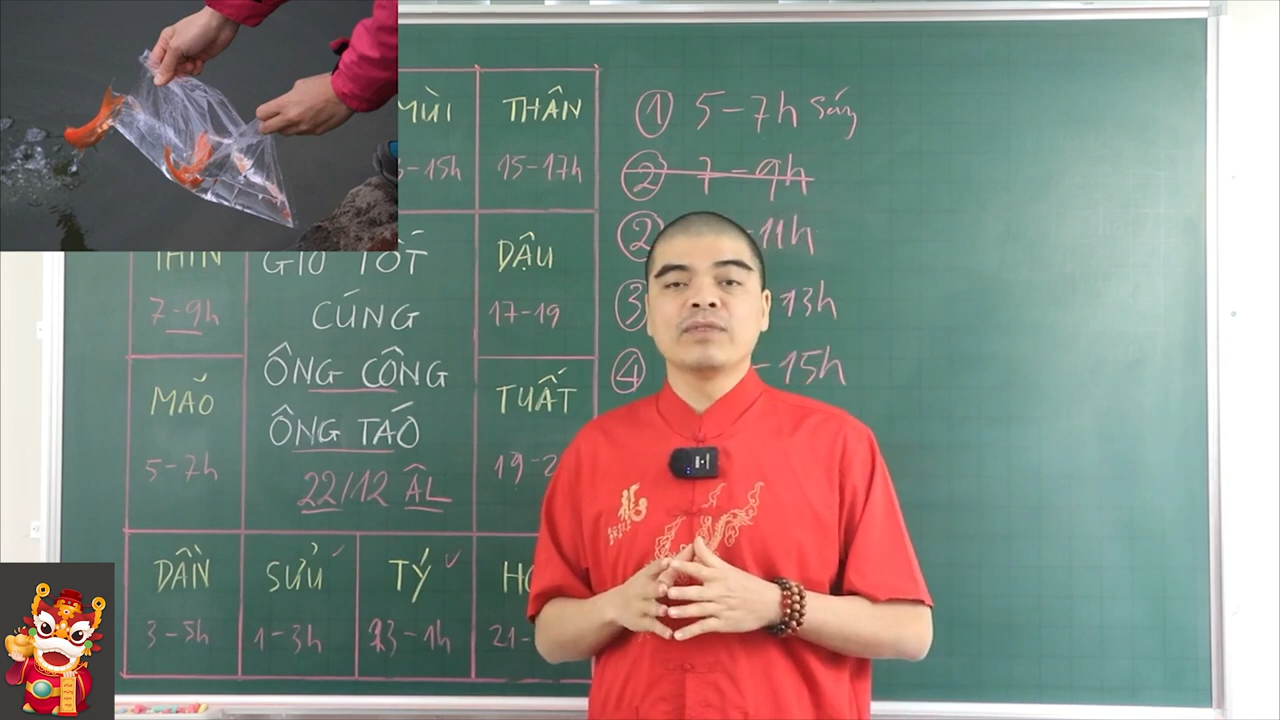 MÙI
THÂN
-15h
15-17h
GIỜ TỐT
CÚNG
ÔNG CÔNG
ÔNG TÁO
22/12 ÂL
THÌN
7-9h
DẬU
17-19
MÃO
5-7h
TUẤT
19-2
DẦN
3-5h
SỬU
1-3h
TÝ
23-1h
HỢ
21-
① 5-7h sáng
② 7-9h
② -11h
③ 13h
④ -15h